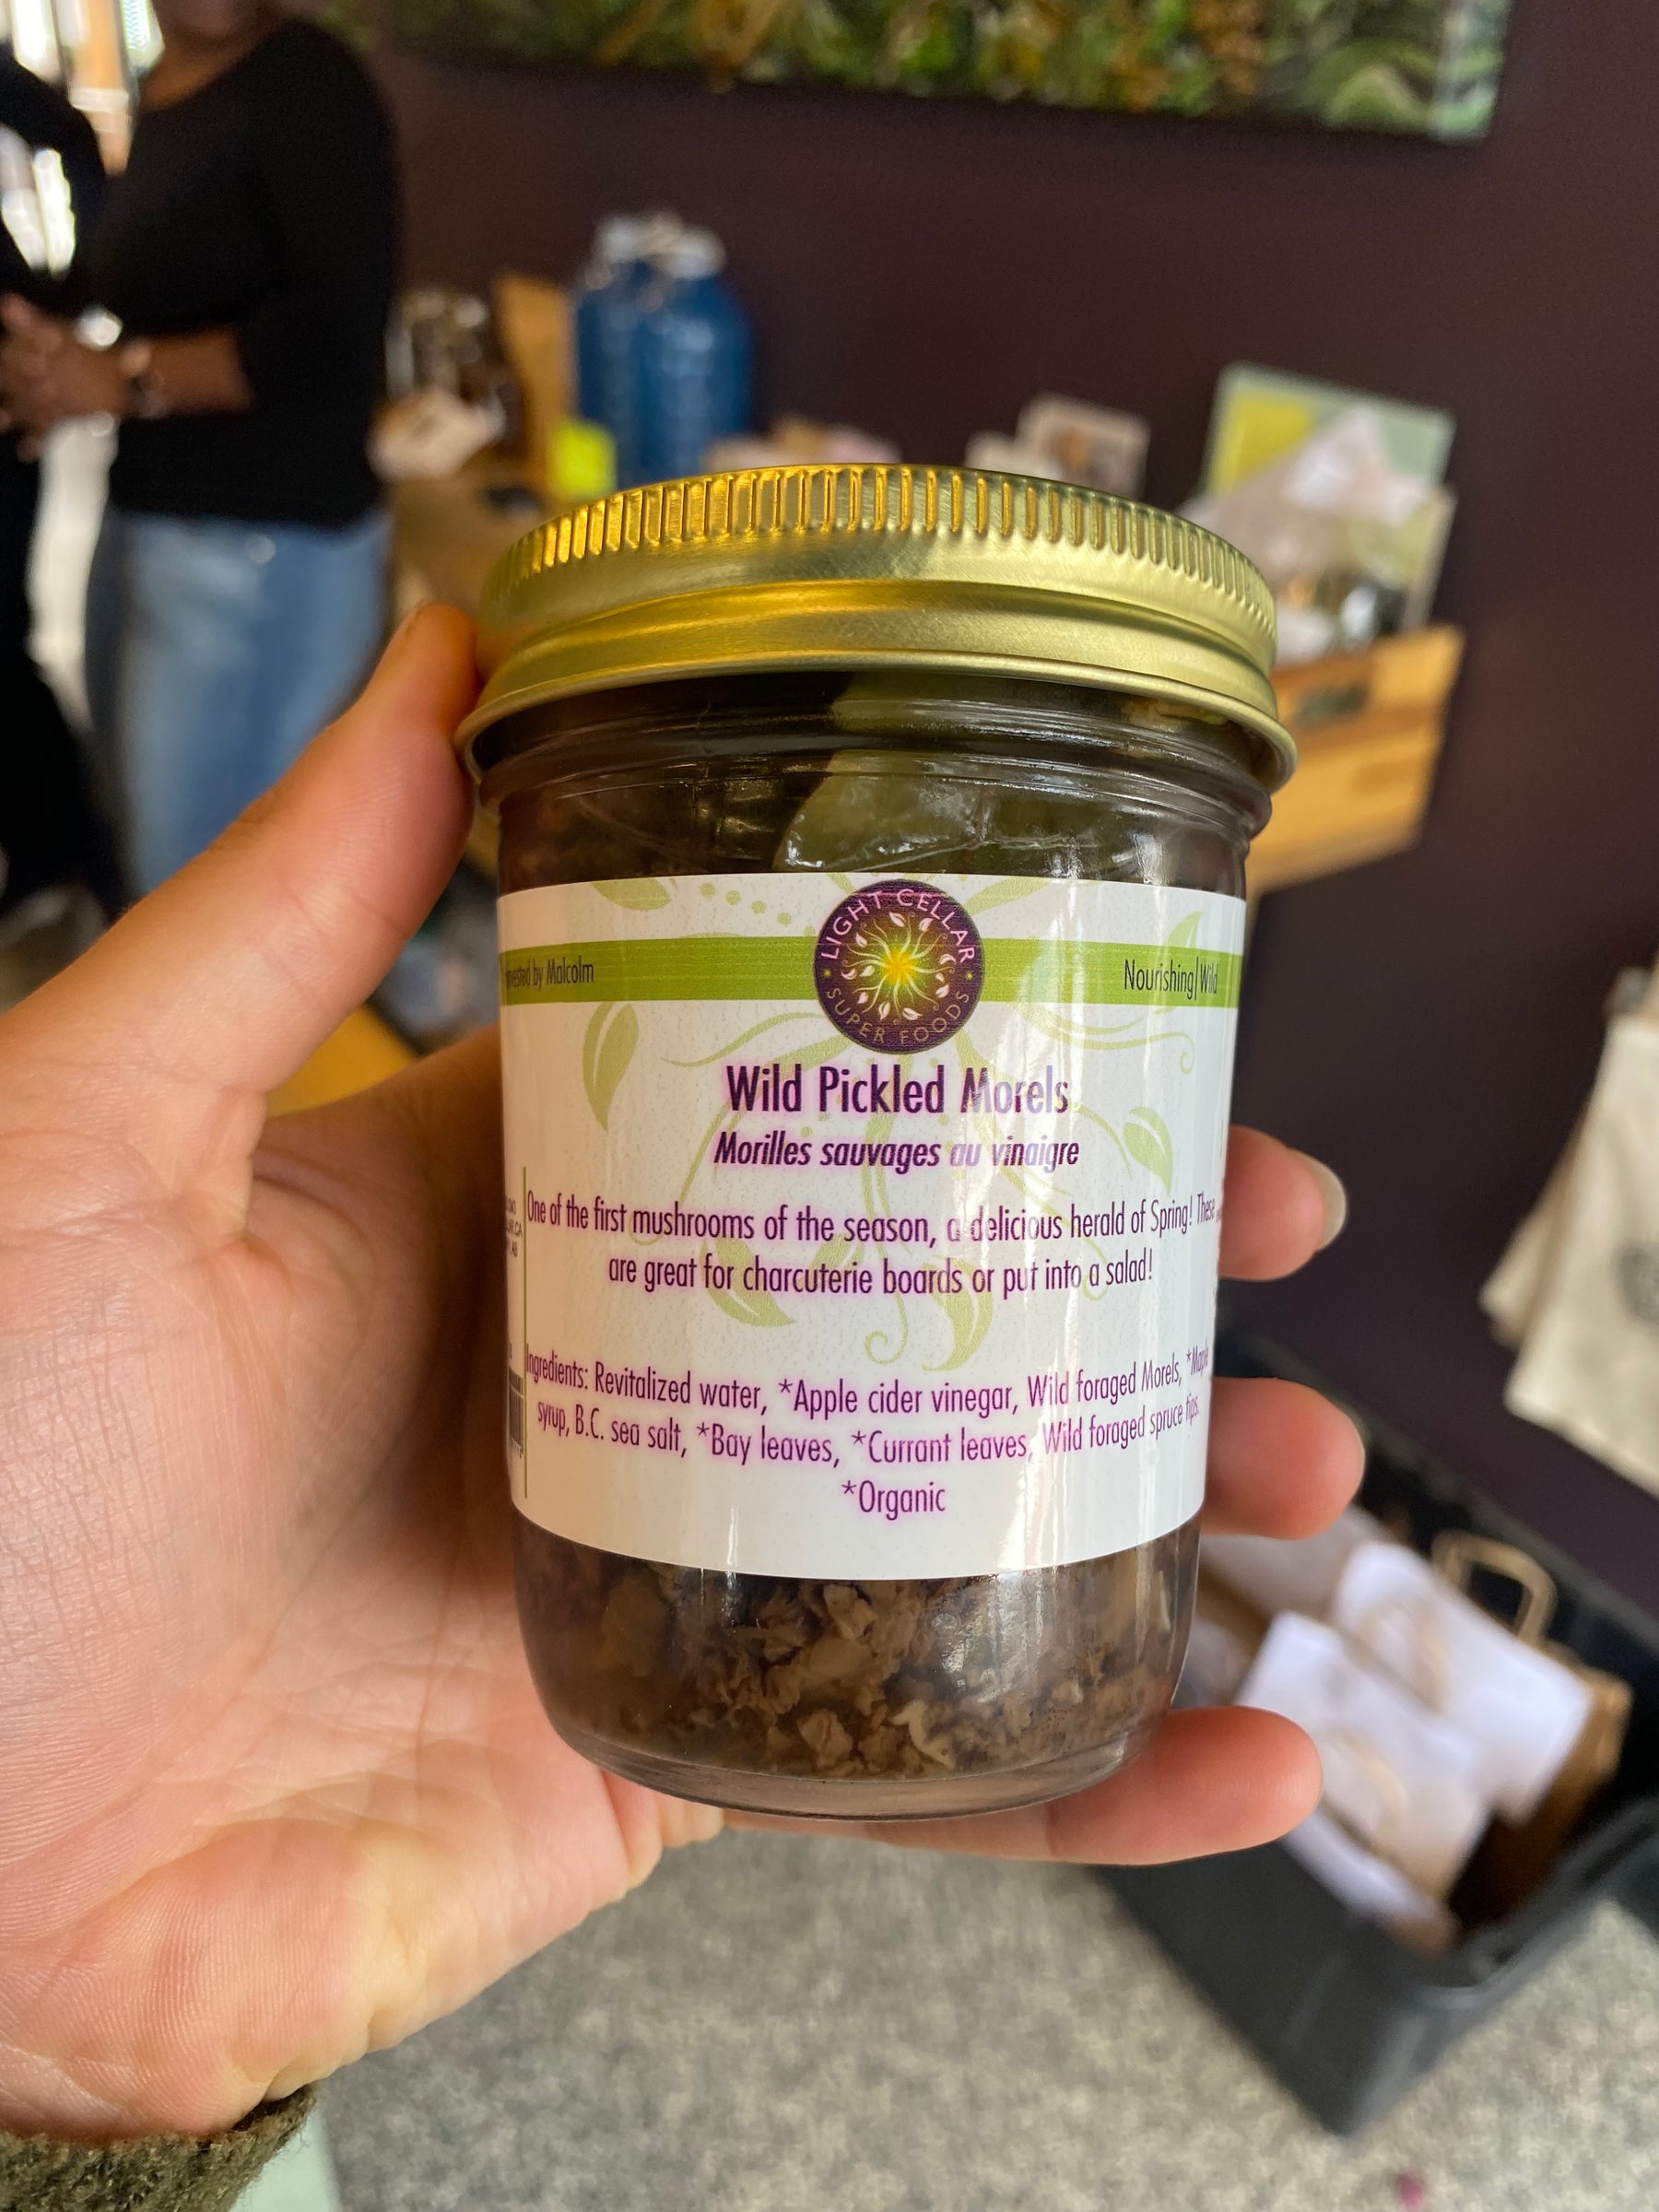 LIGHT CELLAR
SUPER FOODS
by Malcolm
Nourishing|Wild
Wild Pickled Morels
Morilles sauvages au vinaigre
One of the first mushrooms of the season, a delicious herald of Spring! These
are great for charcuterie boards or put into a salad!
Ingredients: Revitalized water, *Apple cider vinegar, Wild foraged Morels, *Maple
syrup, B.C. sea salt, *Bay leaves, *Currant leaves, Wild foraged spruce tips.
*Organic